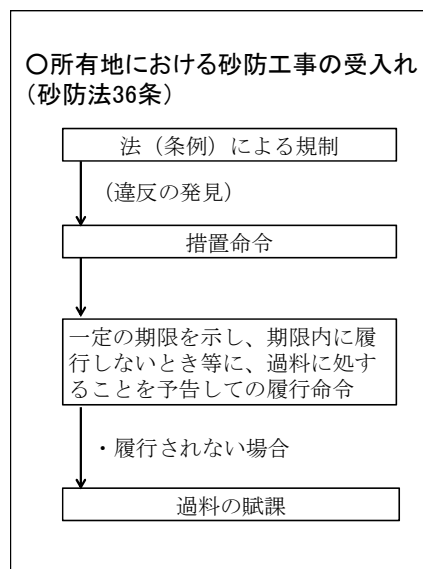 〇所有地における砂防工事の受入れ
(砂防法36条)
法(条例)による規制
(違反の発見)
措置命令
一定の期限を示し、期限内に履
行しないとき等に、過料に処す
ることを予告しての履行命令
・履行されない場合
過料の賦課